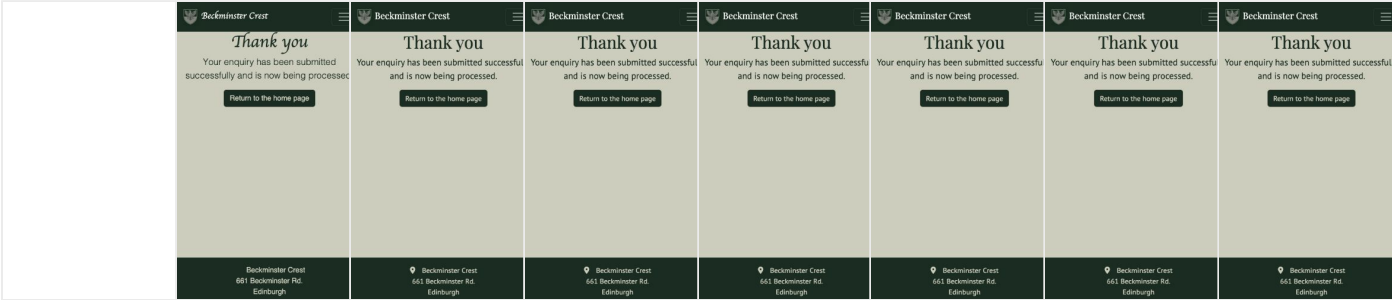 Beckminster Crest
Thank you
Your enquiry has been submitted
successfully and is now being processed
Return to the home page
Beckminster Crest
661 Beckminster Rd.
Edinburgh
Beckminster Crest
Thank you
Your enquiry has been submitted successful
and is now being processed.
Return to the home page
Beckminster Crest
661 Beckminster Rd.
Edinburgh
Beckminster Crest
Thank you
Your enquiry has been submitted successful
and is now being processed.
Return to the home page
Beckminster Crest
661 Beckminster Rd.
Edinburgh
Beckminster Crest
Thank you
Your enquiry has been submitted successfu
and is now being processed.
Return to the home page
Beckminster Crest
661 Beckminster Rd.
Edinburgh
Beckminster Crest
Thank you
Your enquiry has been submitted successfu
and is now being processed.
Return to the home page
Beckminster Crest
661 Beckminster Rd.
Edinburgh
Beckminster Crest
Thank you
Your enquiry has been submitted successful
and is now being processed.
Return to the home page
Beckminster Crest
661 Beckminster Rd.
Edinburgh
Beckminster Crest
Thank you
Your enquiry has been submitted successfu
and is now being processed.
Return to the home page
Beckminster Crest
661 Beckminster Rd.
Edinburgh